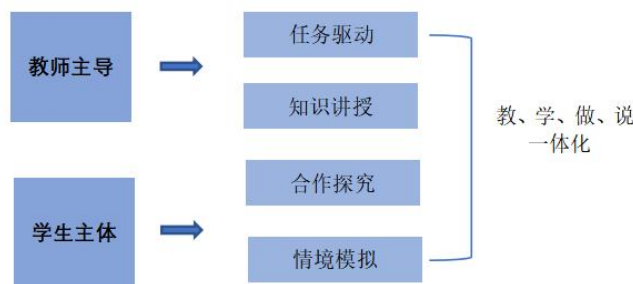 教师主导
任务驱动
知识讲授
学生主体
合作探究
情境模拟
教、学、做、说
一体化